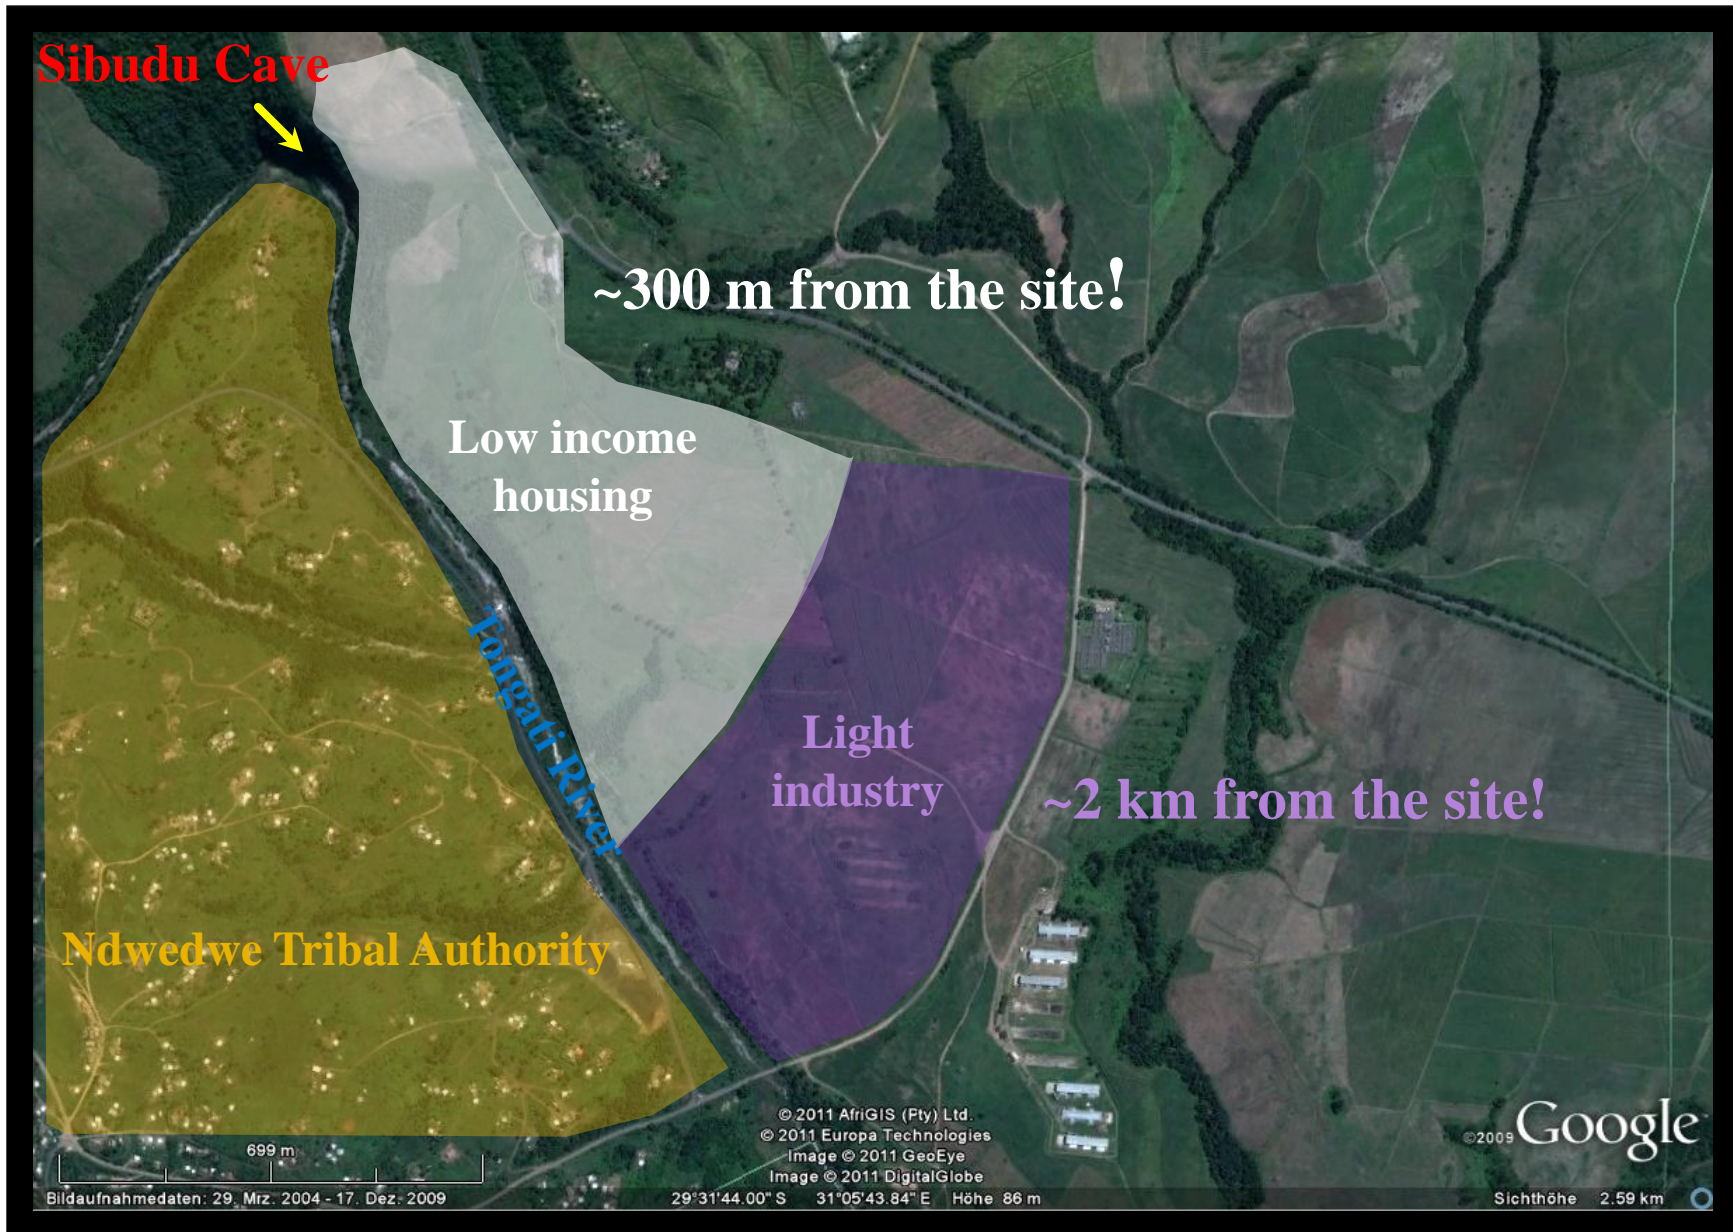 Sibudu Cave
~300 m from the site!
Low income
housing
Tongati River
Light
industry
~2 km from the site!
Ndwedwe Tribal Authority
699 m
© 2011 AfriGIS (Pty) Ltd.
© 2011 Europa Technologies
Image © 2011 GeoEye
Image © 2011 DigitalGlobe
©2009 Google
Bildaufnahmedaten: 29. Mrz. 2004 - 17. Dez. 2009
29°31'44.00" S 31°05'43.84" E Höhe 86 m
Sichthöhe 2.59 km